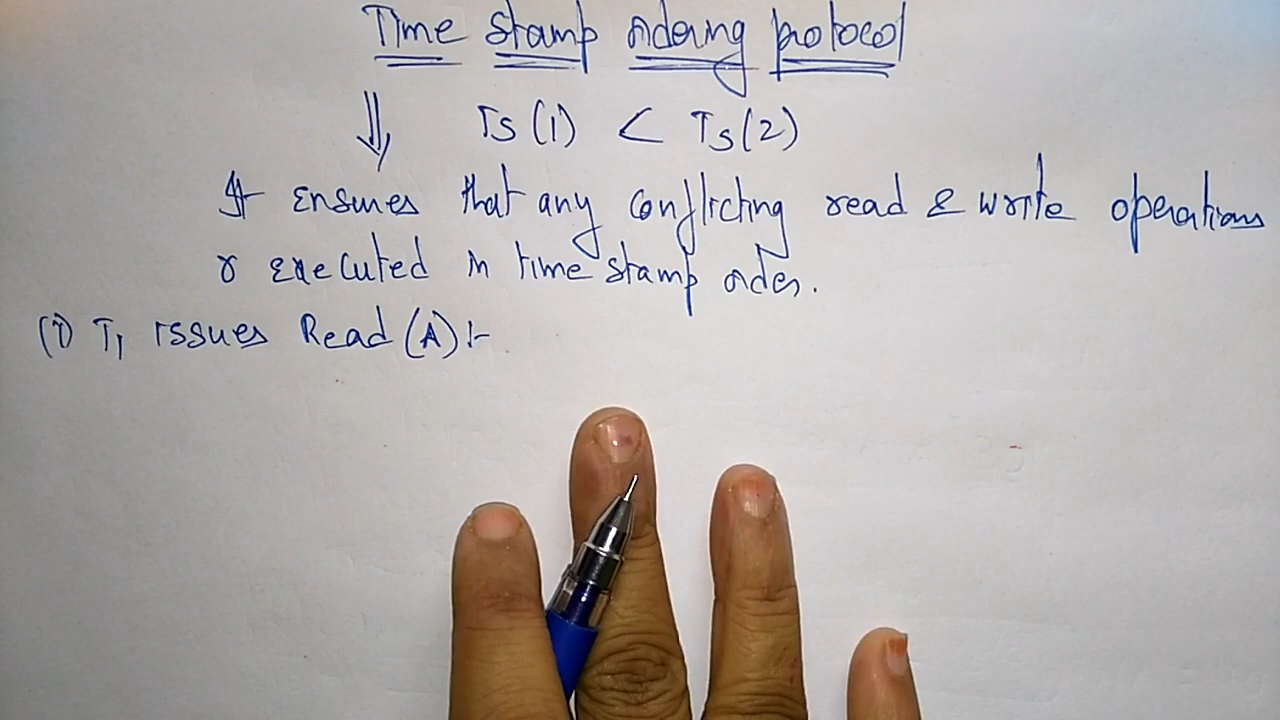 Time stamp ordering protocol
TS(1) < TS(2)
It ensures that any conflicting read & write operations
r executed in time stamp order.
(1) T1 issues Read (A) :-